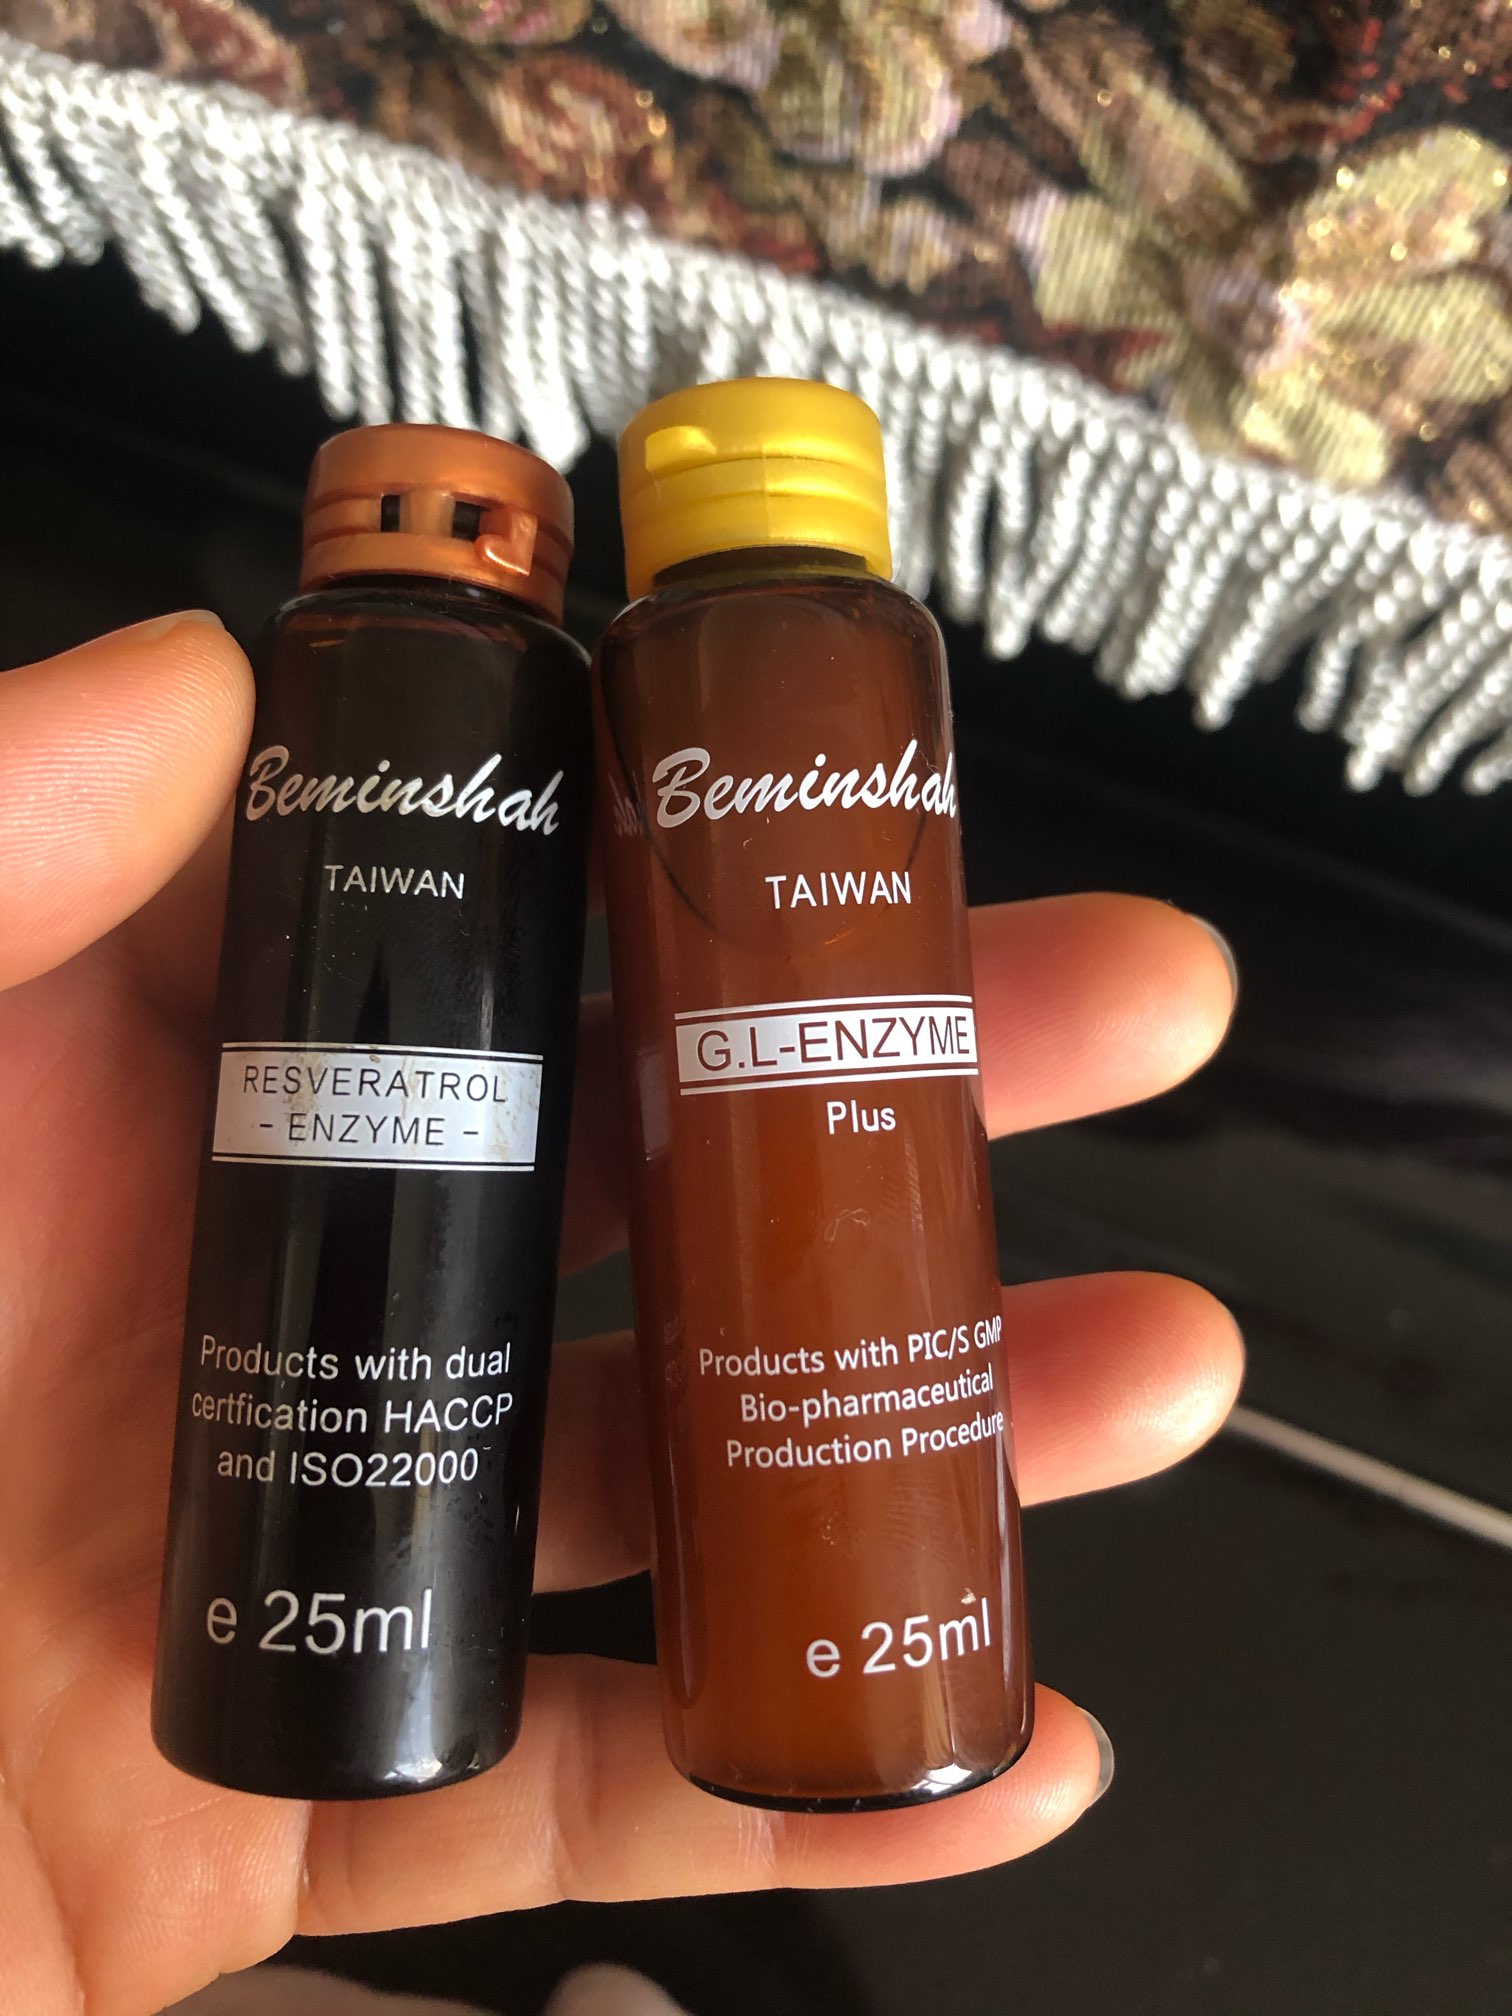 Beminshah
TAIWAN
RESVERATROL
- ENZYME -
Products with dual
certfication HACCP
and ISO22000
e 25ml
Beminshah
TAIWAN
G.L-ENZYME
Plus
Products with PIC/S GMP
Bio-pharmaceutical
Production Procedure
e 25ml